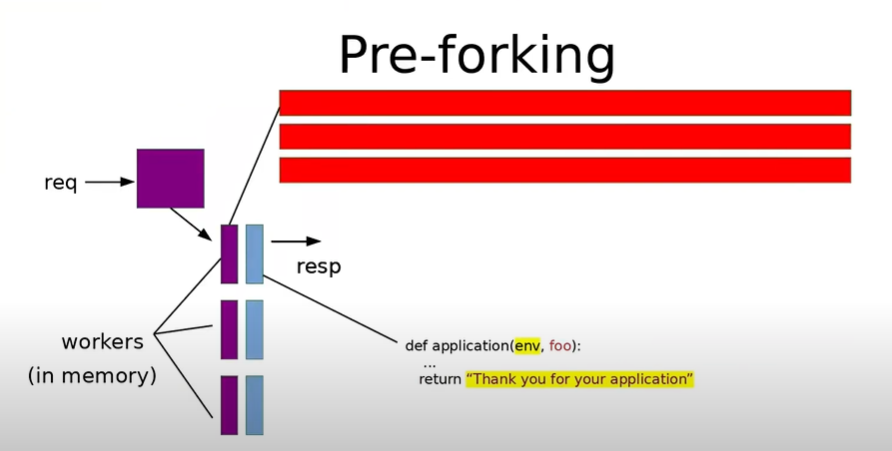 Pre-forking
req
resp
workers
(in memory)
def application(env, foo):
...
return “Thank you for your application”